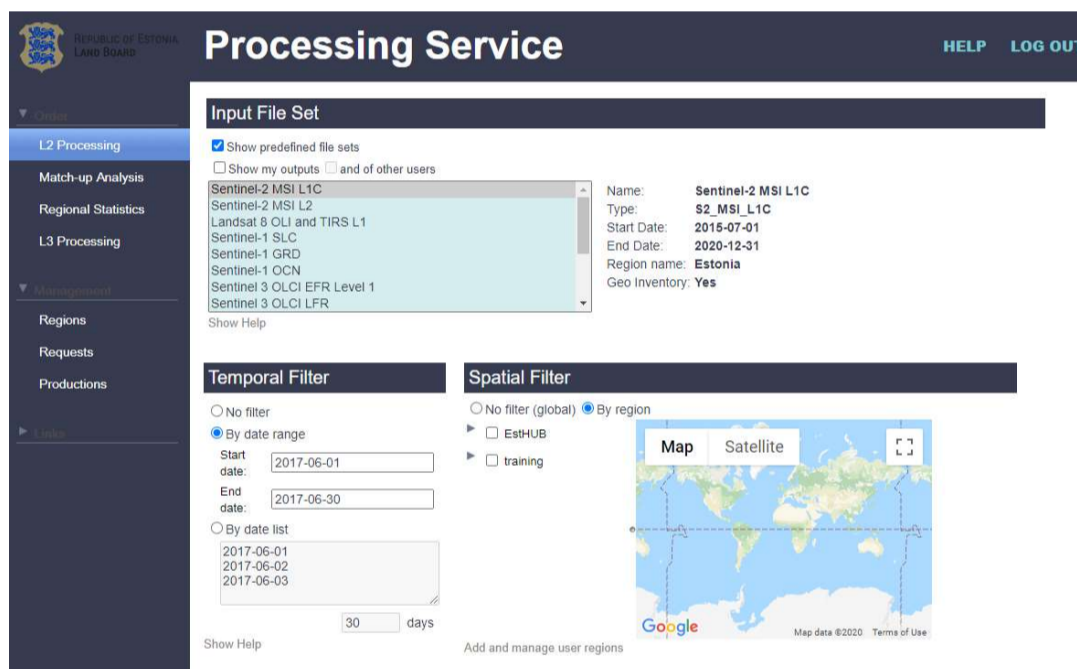 REPUBLIC OF ESTONIA
LAND BOARD
Processing Service
HELP LOG OUT
Order
L2 Processing
Match-up Analysis
Regional Statistics
L3 Processing
Management
Regions
Requests
Productions
Links
Input File Set
Show predefined file sets
Show my outputs and of other users
Sentinel-2 MSI L1C
Sentinel-2 MSI L2
Landsat 8 OLI and TIRS L1
Sentinel-1 SLC
Sentinel-1 GRD
Sentinel-1 OCN
Sentinel 3 OLCI EFR Level 1
Sentinel 3 OLCI LFR
Name: Sentinel-2 MSI L1C
Type: S2_MSI_L1C
Start Date: 2015-07-01
End Date: 2020-12-31
Region name: Estonia
Geo Inventory: Yes
Show Help
Temporal Filter
No filter
By date range
Start
date: 2017-06-01
End
date: 2017-06-30
By date list
2017-06-01
2017-06-02
2017-06-03
30 days
Show Help
Spatial Filter
No filter (global) By region
EstHUB
training
Map Satellite
Google
Map data ©2020 Terms of Use
Add and manage user regions